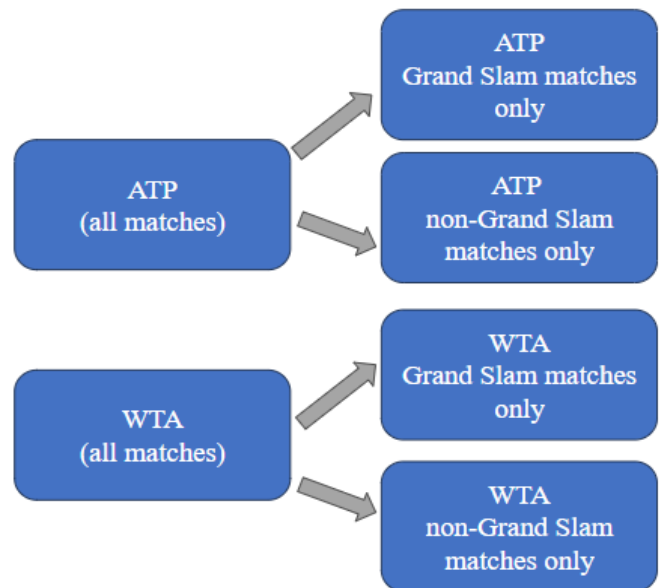 ATP
Grand Slam matches
only
ATP
(all matches)
ATP
non-Grand Slam
matches only
WTA
Grand Slam matches
only
WTA
(all matches)
WTA
non-Grand Slam
matches only